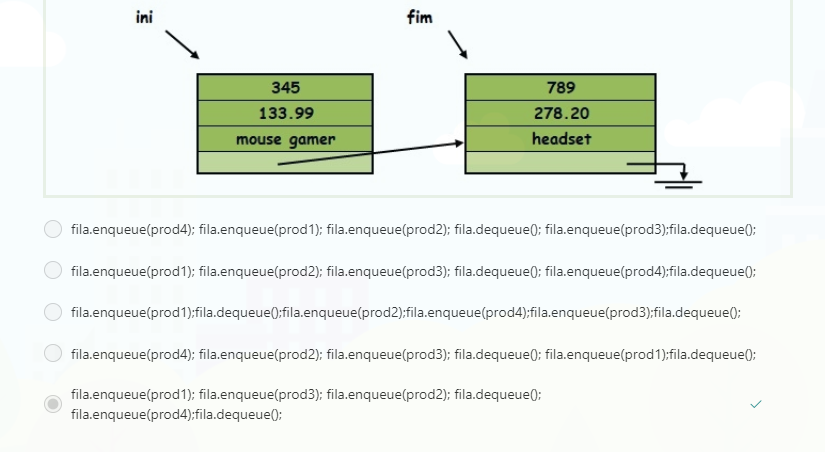 ini fim
345 789
133.99 278.20
mouse gamer headset
fila.enqueue(prod4); fila.enqueue(prod1); fila.enqueue(prod2); fila.dequeue(); fila.enqueue(prod3);fila.dequeue();
fila.enqueue(prod1); fila.enqueue(prod2); fila.enqueue(prod3); fila.dequeue(); fila.enqueue(prod4);fila.dequeue();
fila.enqueue(prod1);fila.dequeue();fila.enqueue(prod2);fila.enqueue(prod4);fila.enqueue(prod3);fila.dequeue();
fila.enqueue(prod4); fila.enqueue(prod2); fila.enqueue(prod3); fila.dequeue(); fila.enqueue(prod1);fila.dequeue();
fila.enqueue(prod1); fila.enqueue(prod3); fila.enqueue(prod2); fila.dequeue();
fila.enqueue(prod4);fila.dequeue();